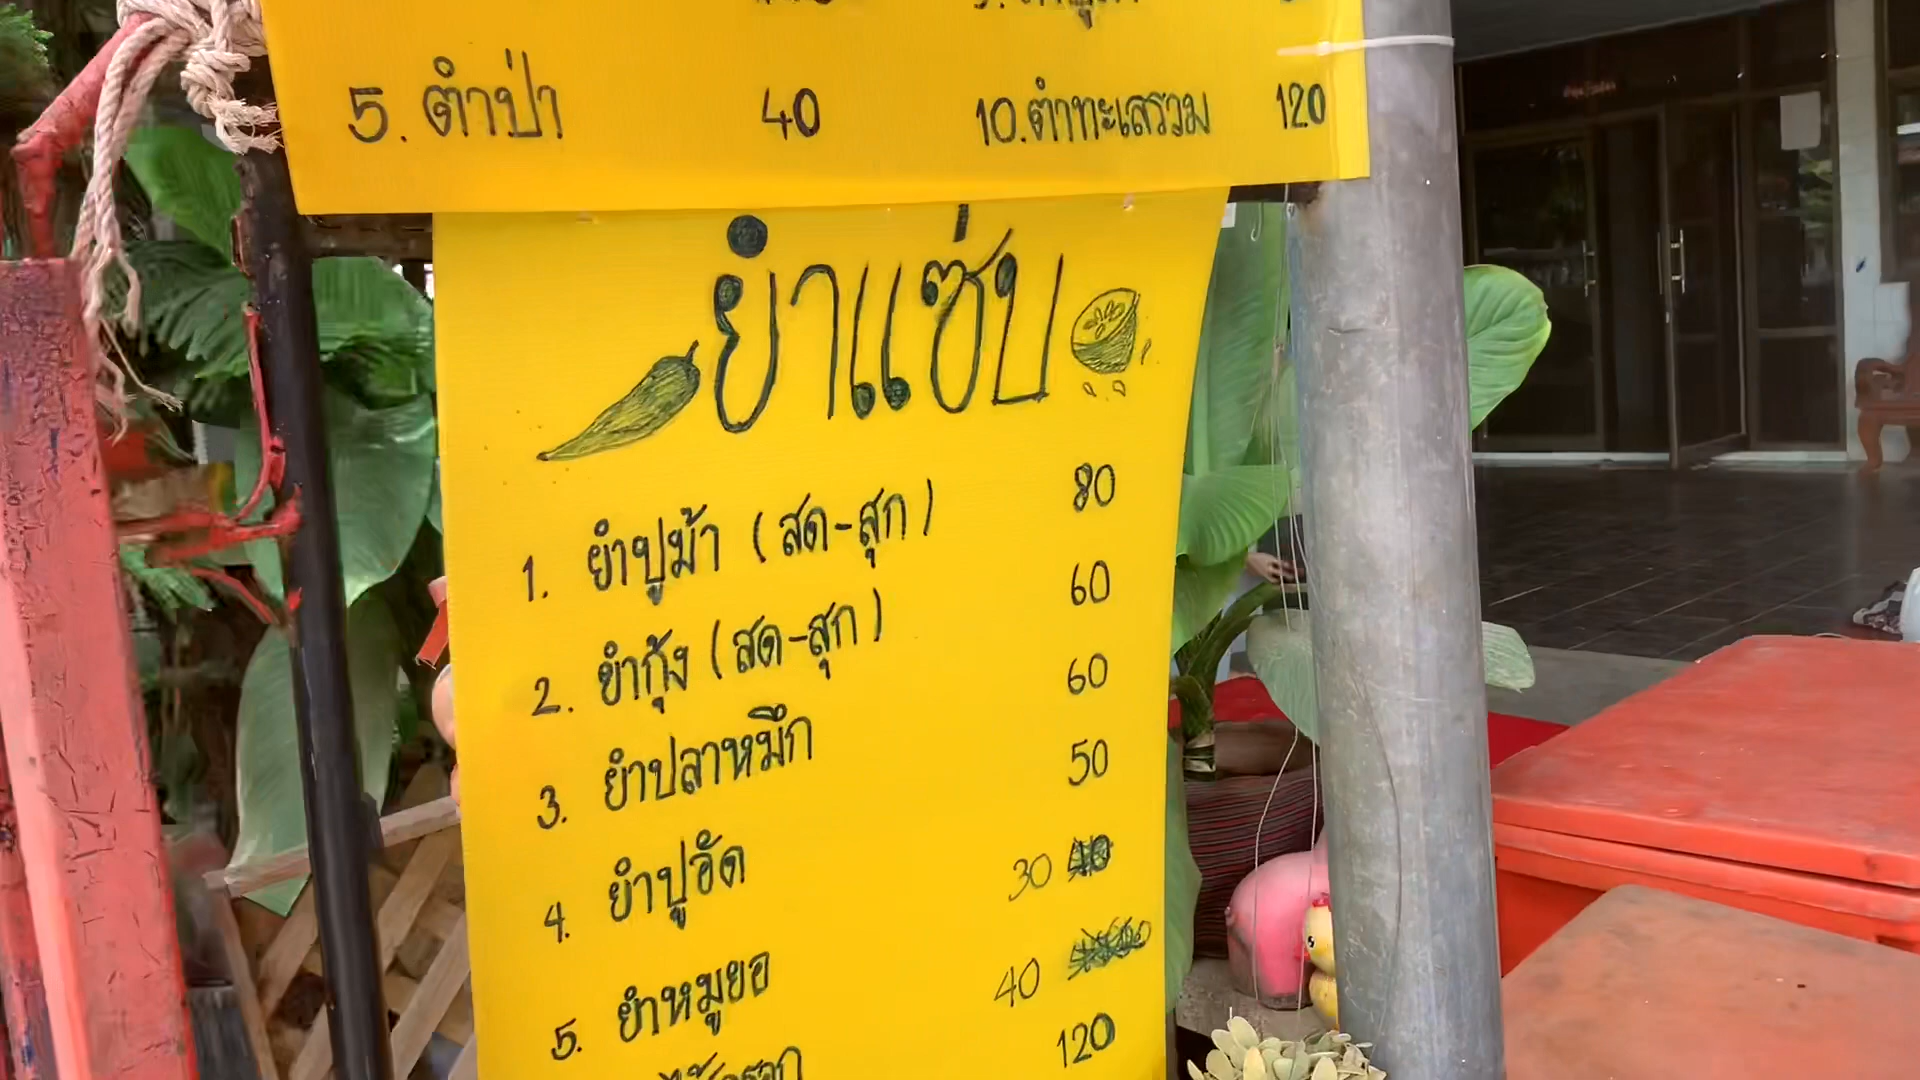 5. ตำป่า 40 10. ตำทะเลรวม 120
ยำแซ่บ
1. ยำปูม้า (สด-สุก) 80
2. ยำกุ้ง (สด-สุก) 60
3. ยำปลาหมึก 60
4. ยำปูอัด 50
5. ยำหมูยอ 30
40
120